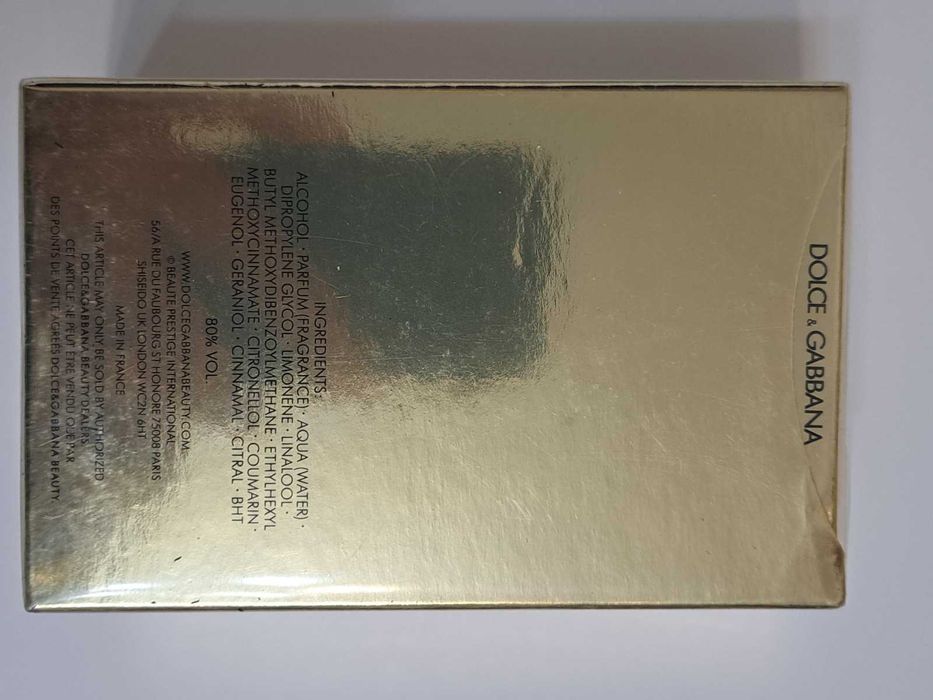 DOLCE & GABBANA
INGREDIENTS:
ALCOHOL · PARFUM (FRAGRANCE) · AQUA (WATER) ·
DIPROPYLENE GLYCOL · LIMONENE · LINALOOL ·
BUTYL METHOXYDIBENZOYLMETHANE · ETHYLHEXYL
METHOXYCINNAMATE · CITRONELLOL · COUMARIN ·
EUGENOL · GERANIOL · CINNAMAL · CITRAL · BHT
80% VOL.
WWW.DOLCEGABBANABEAUTY.COM
© BEAUTE PRESTIGE INTERNATIONAL
56/A RUE DU FAUBOURG ST HONORE 75008 PARIS
SHISEIDO UK LONDON WC2N 6HT
MADE IN FRANCE
THIS ARTICLE MAY ONLY BE SOLD BY AUTHORIZED
DOLCE&GABBANA BEAUTY DEALERS.
CET ARTICLE NE PEUT ÊTRE VENDU QUE PAR
DES POINTS DE VENTE AGRÉÉS DOLCE&GABBANA BEAUTY.